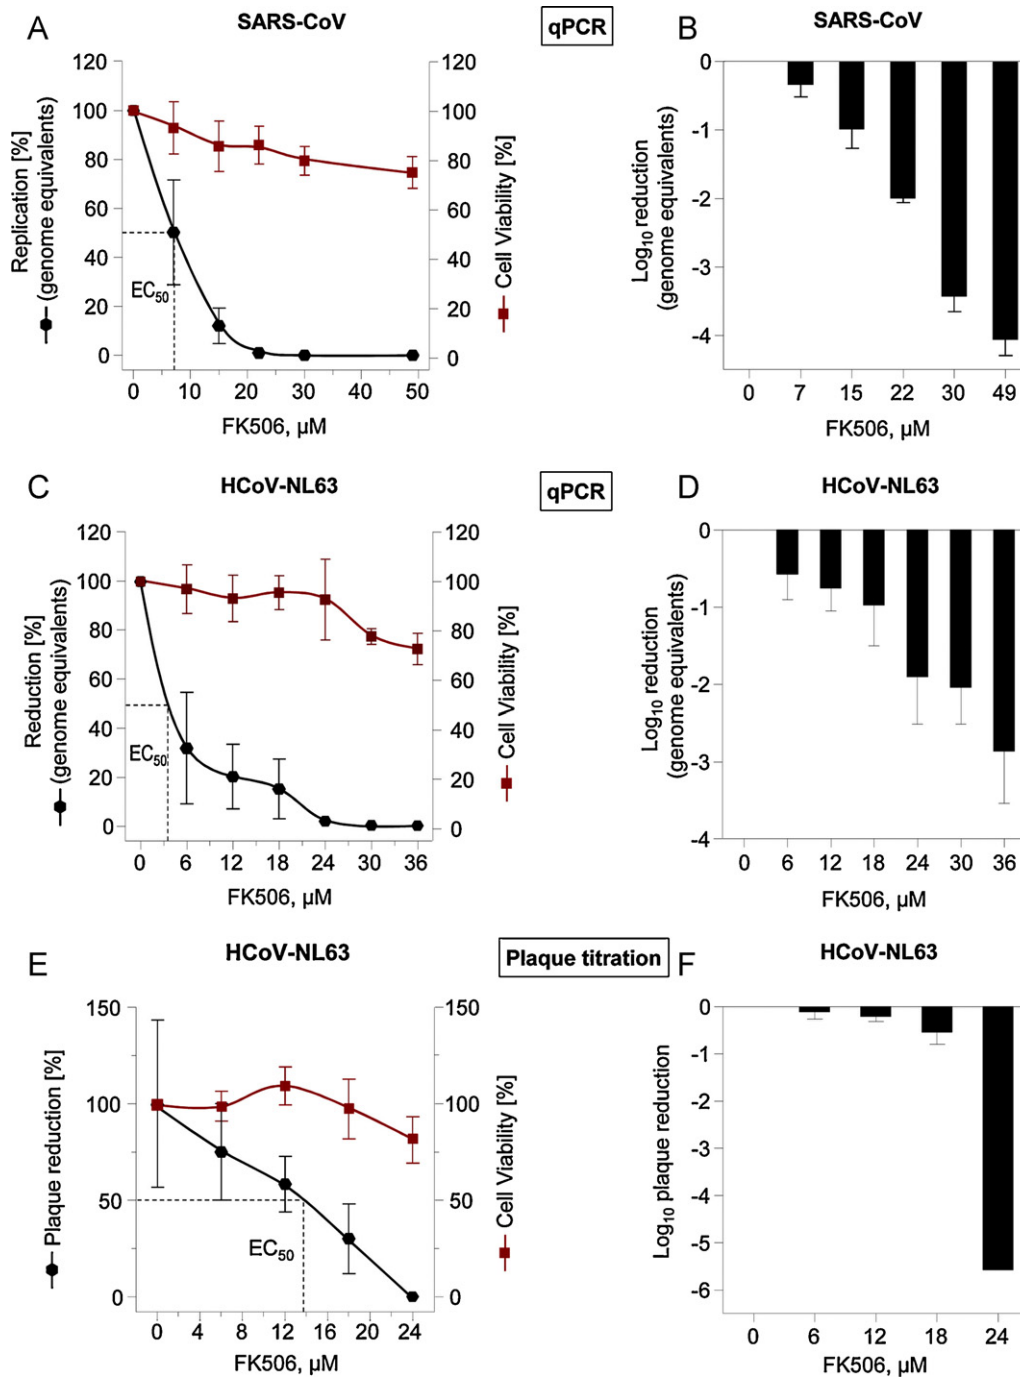 A
SARS-CoV
qPCR
B
SARS-CoV
120
100
80
60
40
20
0
Replication [%]
(genome equivalents)
EC50
120
100
80
60
40
20
0
Cell Viability [%]
0 10 20 30 40 50
FK506, µM
0
-1
-2
-3
-4
Log10 reduction
(genome equivalents)
0 7 15 22 30 49
FK506, µM
C
HCoV-NL63
qPCR
D
HCoV-NL63
120
100
80
60
40
20
0
Reduction [%]
(genome equivalents)
EC50
120
100
80
60
40
20
0
Cell Viability [%]
0 6 12 18 24 30 36
FK506, µM
0
-1
-2
-3
-4
Log10 reduction
(genome equivalents)
0 6 12 18 24 30 36
FK506, µM
E
HCoV-NL63
Plaque titration
F
HCoV-NL63
150
100
50
0
Plaque reduction [%]
EC50
150
100
50
0
Cell Viability [%]
0 4 8 12 16 20 24
FK506, µM
0
-1
-2
-3
-4
-5
-6
Log10 plaque reduction
0 6 12 18 24
FK506, µM